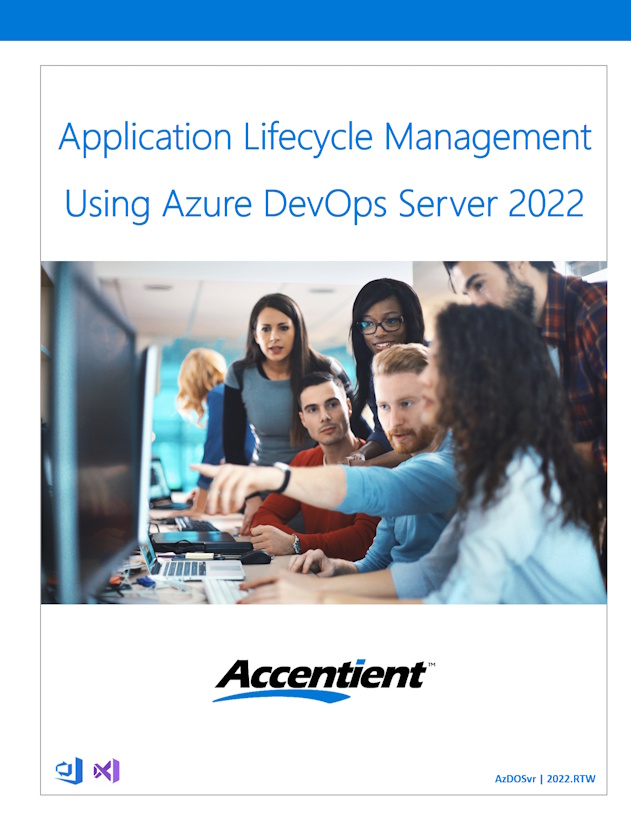 Application Lifecycle Management
Using Azure DevOps Server 2022
Accentient™
AzDOSvr | 2022.RTW